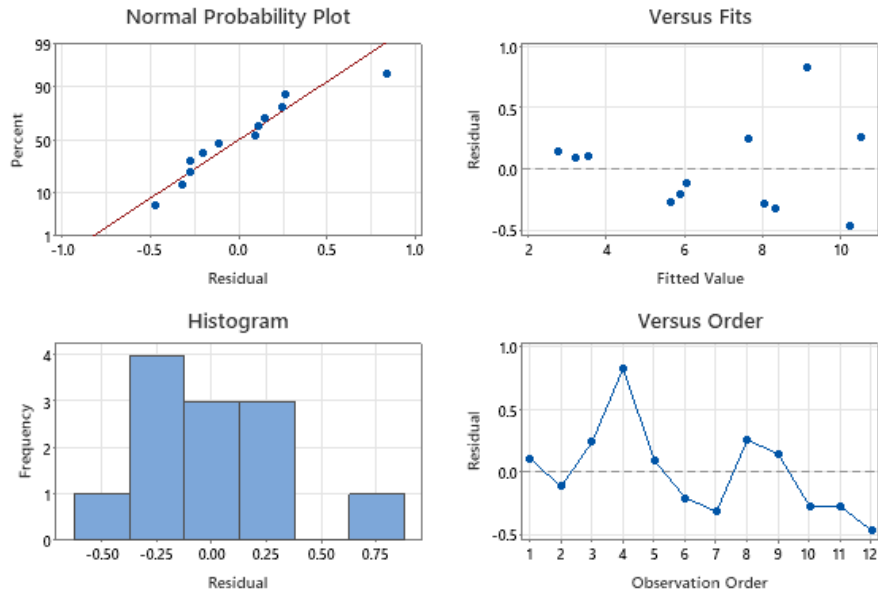 Normal Probability Plot
99
90
50
10
1
Percent
-1.0 -0.5 0.0 0.5 1.0
Residual
Versus Fits
1.0
0.5
0.0
-0.5
Residual
2 4 6 8 10
Fitted Value
Histogram
4
3
2
1
0
Frequency
-0.50 -0.25 0.00 0.25 0.50 0.75
Residual
Versus Order
1.0
0.5
0.0
-0.5
Residual
1 2 3 4 5 6 7 8 9 10 11 12
Observation Order